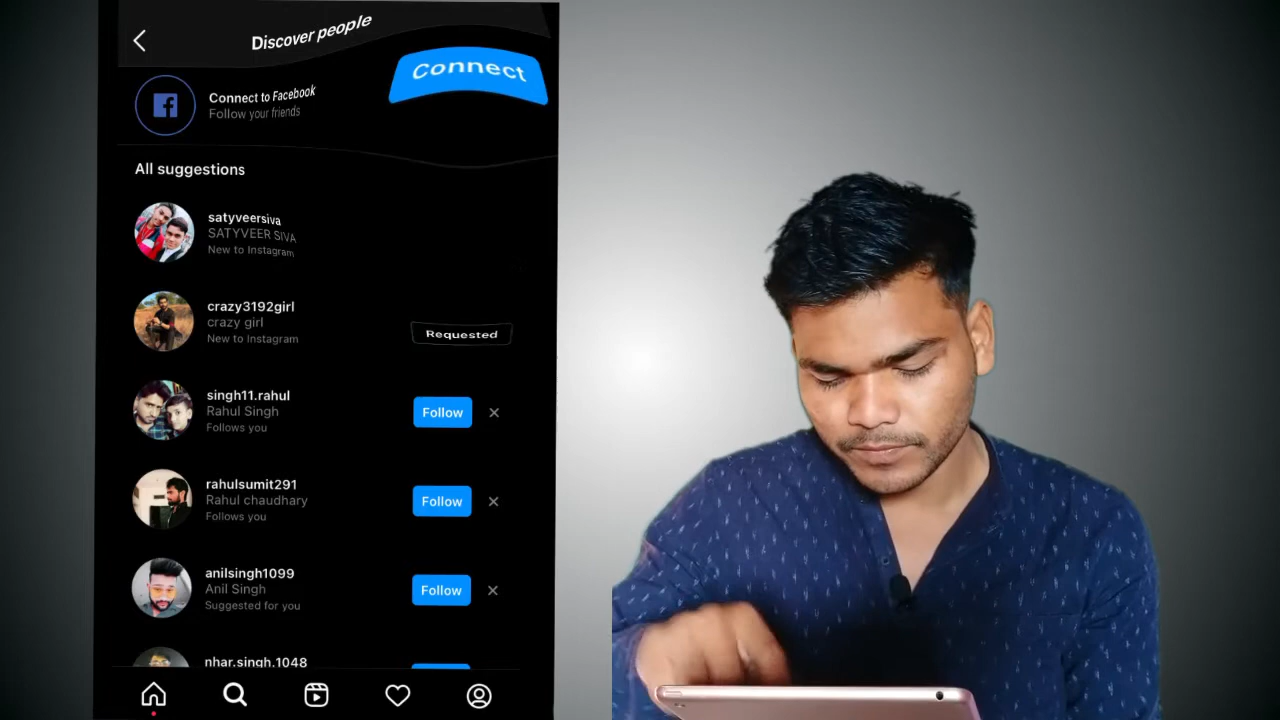 Discover people
Connect
Connect to Facebook
Follow your friends
All suggestions
satyveersiva
SATYVEER SIVA
New to Instagram
crazy3192girl
crazy girl
New to Instagram
Requested
singh11.rahul
Rahul Singh
Follows you
Follow
rahulsumit291
Rahul chaudhary
Follows you
Follow
anilsingh1099
Anil Singh
Suggested for you
Follow
nhar.singh.1048